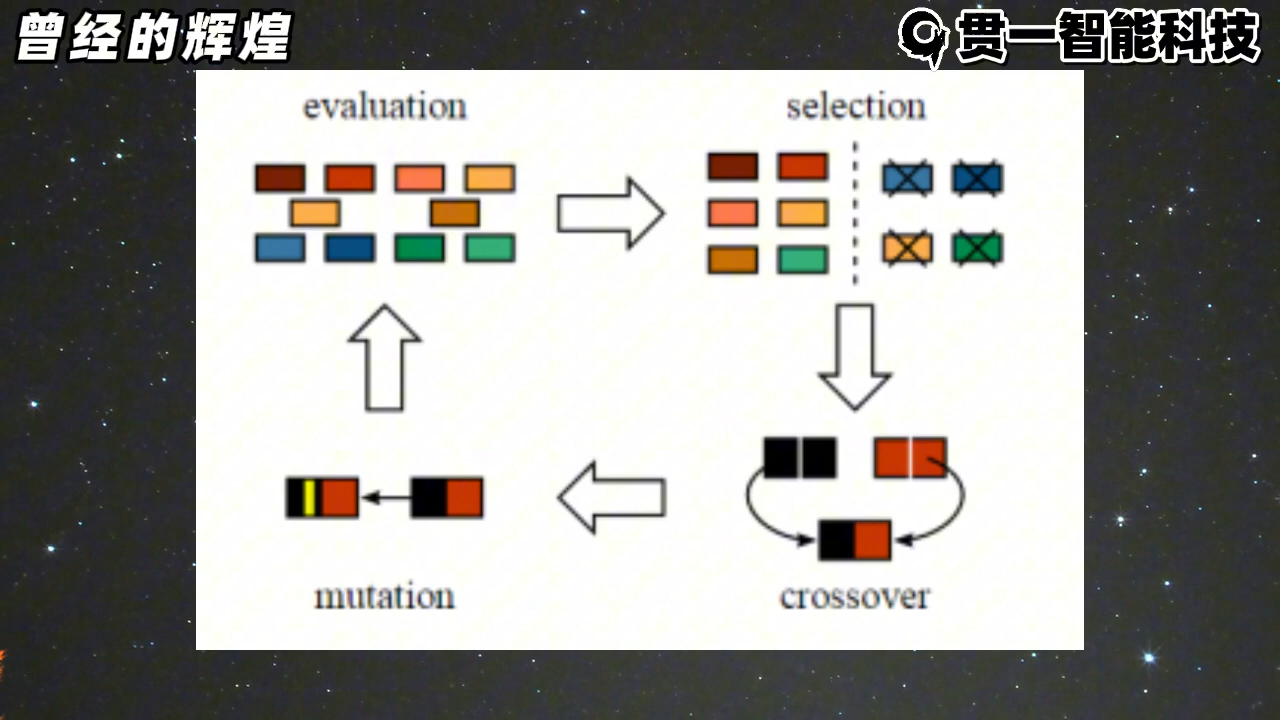 曾经的辉煌
贯一智能科技
evaluation
selection
mutation
crossover